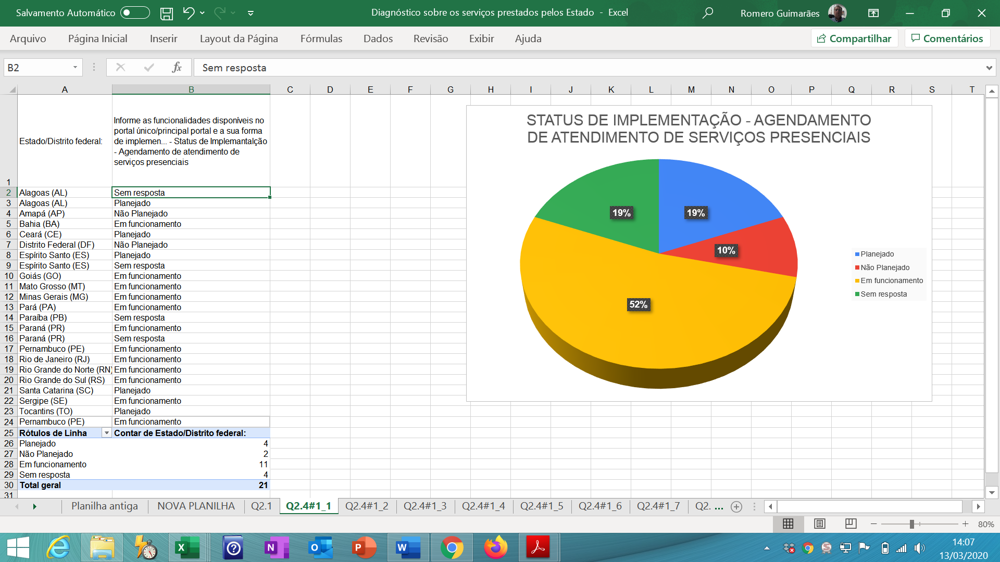 Salvamento Automático
Diagnóstico sobre os serviços prestados pelos Estado - Excel
Romero Guimarães
Arquivo Página Inicial Inserir Layout da Página Fórmulas Dados Revisão Exibir Ajuda
Compartilhar Comentários
B2
fx
Sem resposta
A B C D E F G H I J K L M N O P Q R S T
1
Estado/Distrito federal:
Informe as funcionalidades disponíveis no
portal único/principal portal e a sua forma
de implemen... - Status de Implemantalção
- Agendamento de atendimento de
serviços presenciais
2 Alagoas (AL) Sem resposta
3 Alagoas (AL) Planejado
4 Amapá (AP) Não Planejado
5 Bahia (BA) Em funcionamento
6 Ceará (CE) Planejado
7 Distrito Federal (DF) Não Planejado
8 Espírito Santo (ES) Planejado
9 Espírito Santo (ES) Sem resposta
10 Goiás (GO) Em funcionamento
11 Mato Grosso (MT) Em funcionamento
12 Minas Gerais (MG) Em funcionamento
13 Pará (PA) Em funcionamento
14 Paraíba (PB) Sem resposta
15 Paraná (PR) Em funcionamento
16 Paraná (PR) Sem resposta
17 Pernambuco (PE) Em funcionamento
18 Rio de Janeiro (RJ) Em funcionamento
19 Rio Grande do Norte (RN) Em funcionamento
20 Rio Grande do Sul (RS) Em funcionamento
21 Santa Catarina (SC) Planejado
22 Sergipe (SE) Em funcionamento
23 Tocantins (TO) Planejado
24 Pernambuco (PE) Em funcionamento
25 Rótulos de Linha Contar de Estado/Distrito federal:
26 Planejado 4
27 Não Planejado 2
28 Em funcionamento 11
29 Sem resposta 4
30 Total geral 21
31
STATUS DE IMPLEMENTAÇÃO - AGENDAMENTO
DE ATENDIMENTO DE SERVIÇOS PRESENCIAIS
19% 19%
10%
52%
Planejado
Não Planejado
Em funcionamento
Sem resposta
Planilha antiga NOVA PLANILHA Q2.1 Q2.4#1_1 Q2.4#1_2 Q2.4#1_3 Q2.4#1_4 Q2.4#1_5 Q2.4#1_6 Q2.4#1_7 Q2. ...
80%
14:07
13/03/2020